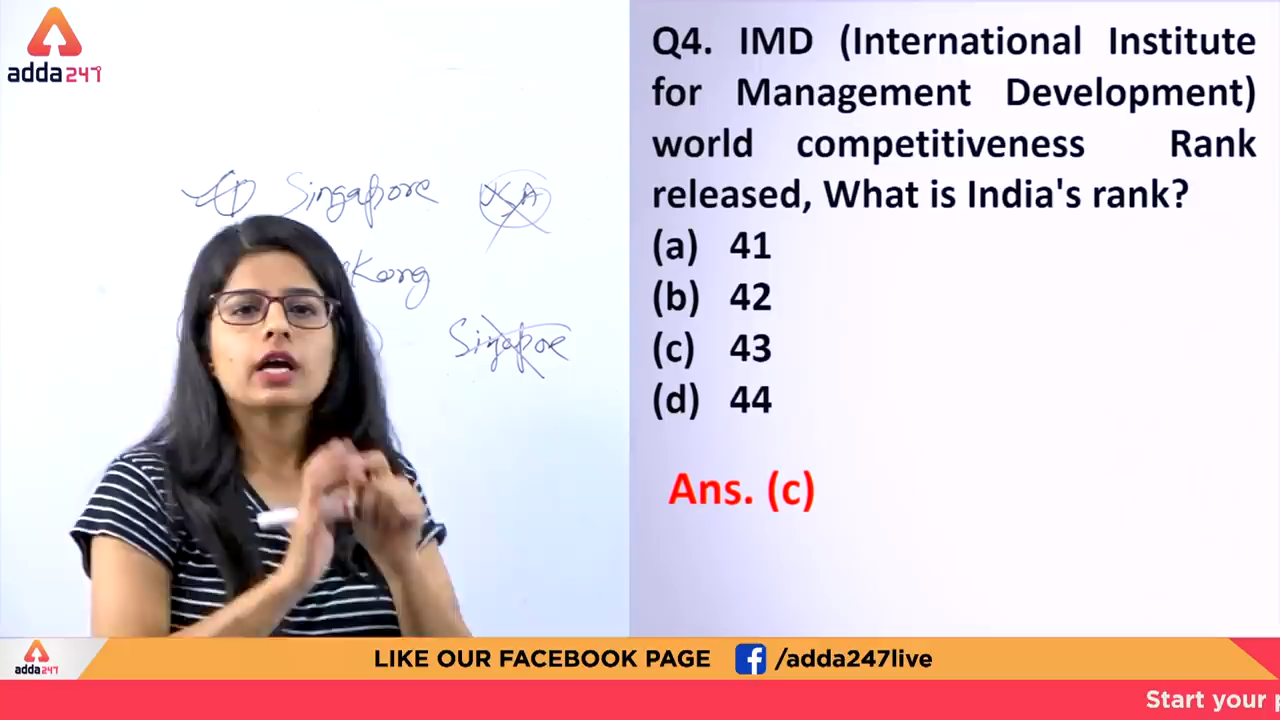 adda247
Q4. IMD (International Institute
for Management Development)
world competitiveness Rank
released, What is India's rank?
(a) 41
(b) 42
(c) 43
(d) 44
Ans. (c)
Singapore
Kong
Singapore
adda247
LIKE OUR FACEBOOK PAGE f /adda247live
Start your p